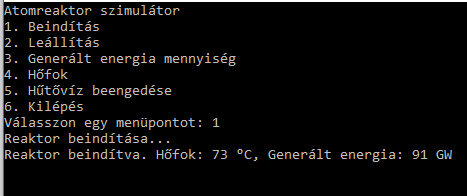 Atomreaktor szimulátor
1. Beindítás
2. Leállítás
3. Generált energia mennyiség
4. Hőfok
5. Hűtővíz beengedése
6. Kilépés
Válasszon egy menüpontot: 1
Reaktor beindítása...
Reaktor beindítva. Hőfok: 73 °C, Generált energia: 91 GW